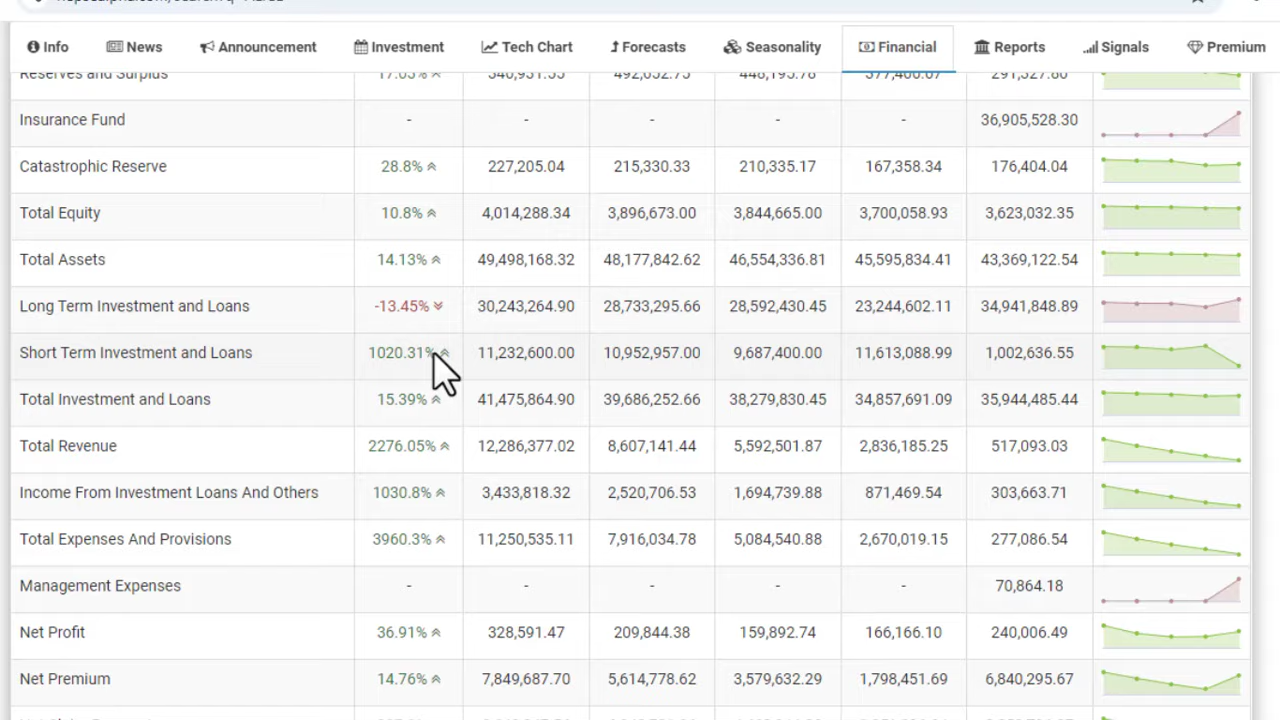 Info News Announcement Investment Tech Chart Forecasts Seasonality Financial Reports Signals Premium
Reserves and Surplus 17.03%
Insurance Fund - - - - - 36,905,528.30
Catastrophic Reserve 28.8% 227,205.04 215,330.33 210,335.17 167,358.34 176,404.04
Total Equity 10.8% 4,014,288.34 3,896,673.00 3,844,665.00 3,700,058.93 3,623,032.35
Total Assets 14.13% 49,498,168.32 48,177,842.62 46,554,336.81 45,595,834.41 43,369,122.54
Long Term Investment and Loans -13.45% 30,243,264.90 28,733,295.66 28,592,430.45 23,244,602.11 34,941,848.89
Short Term Investment and Loans 1020.31% 11,232,600.00 10,952,957.00 9,687,400.00 11,613,088.99 1,002,636.55
Total Investment and Loans 15.39% 41,475,864.90 39,686,252.66 38,279,830.45 34,857,691.09 35,944,485.44
Total Revenue 2276.05% 12,286,377.02 8,607,141.44 5,592,501.87 2,836,185.25 517,093.03
Income From Investment Loans And Others 1030.8% 3,433,818.32 2,520,706.53 1,694,739.88 871,469.54 303,663.71
Total Expenses And Provisions 3960.3% 11,250,535.11 7,916,034.78 5,084,540.88 2,670,019.15 277,086.54
Management Expenses - - - - - 70,864.18
Net Profit 36.91% 328,591.47 209,844.38 159,892.74 166,166.10 240,006.49
Net Premium 14.76% 7,849,687.70 5,614,778.62 3,579,632.29 1,798,451.69 6,840,295.67